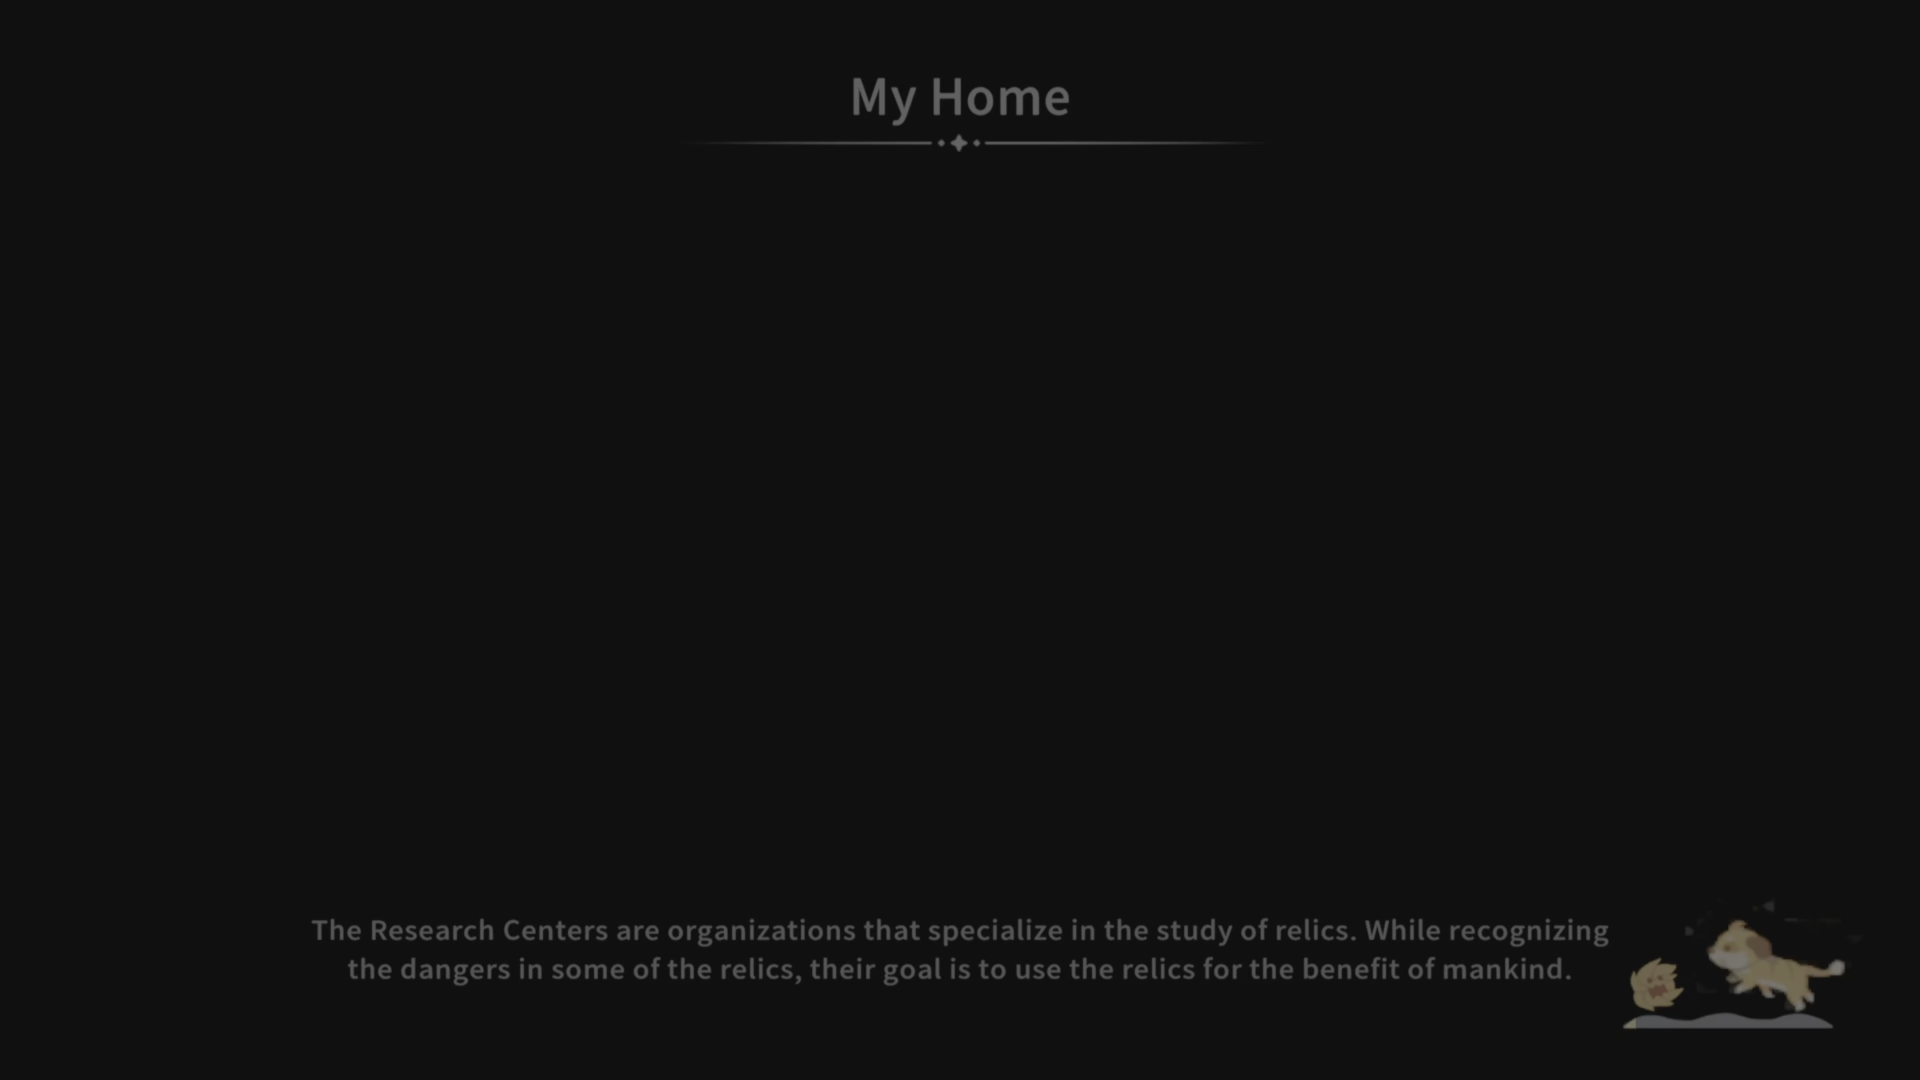 My Home
The Research Centers are organizations that specialize in the study of relics. While recognizing
the dangers in some of the relics, their goal is to use the relics for the benefit of mankind.